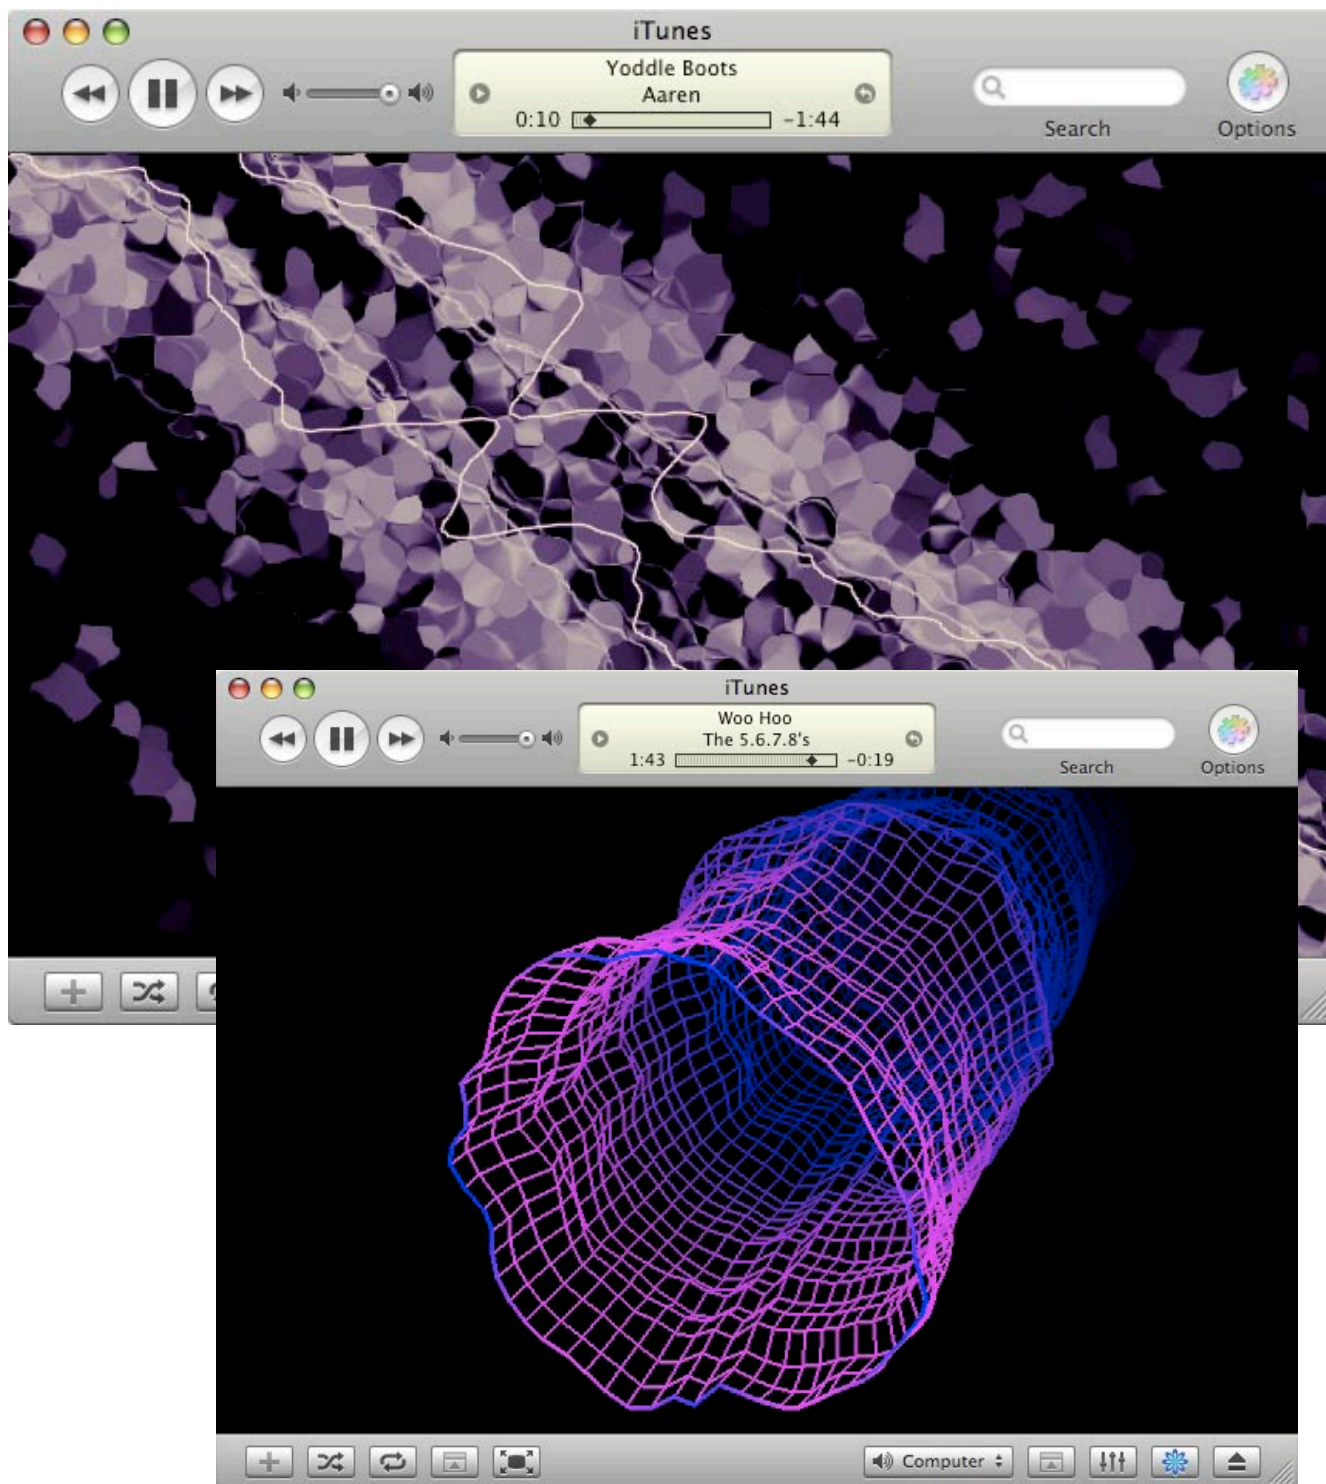 iTunes
Yoddle Boots
Aaren
0:10 -1:44
Search
Options
iTunes
Woo Hoo
The 5.6.7.8's
1:43 -0:19
Search
Options
Computer